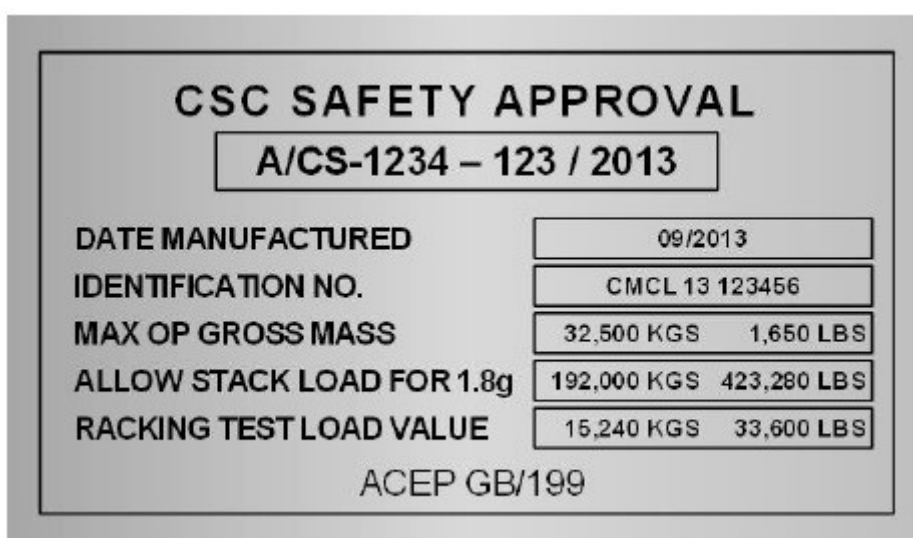 CSC SAFETY APPROVAL
A/CS-1234 – 123 / 2013
DATE MANUFACTURED 09/2013
IDENTIFICATION NO. CMCL 13 123456
MAX OP GROSS MASS 32,500 KGS 1,650 LBS
ALLOW STACK LOAD FOR 1.8g 192,000 KGS 423,280 LBS
RACKING TEST LOAD VALUE 15,240 KGS 33,600 LBS
ACEP GB/199